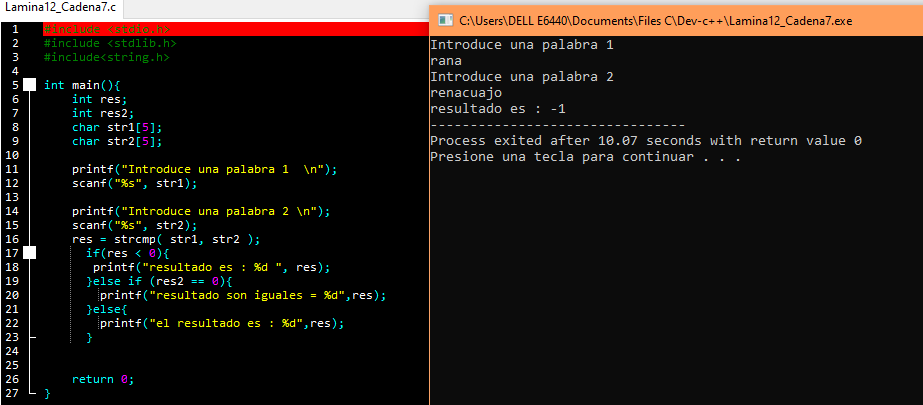 Lamina12_Cadena7.c
1 #include <stdio.h>
2 #include <stdlib.h>
3 #include<string.h>
4
5 int main(){
6 int res;
7 int res2;
8 char str1[5];
9 char str2[5];
10
11 printf("Introduce una palabra 1  \n");
12 scanf("%s", str1);
13
14 printf("Introduce una palabra 2 \n");
15 scanf("%s", str2);
16 res = strcmp( str1, str2 );
17 if(res < 0){
18 printf("resultado es : %d ", res);
19 }else if (res2 == 0){
20 printf("resultado son iguales = %d",res);
21 }else{
22 printf("el resultado es : %d",res);
23 }
24
25
26 return 0;
27 }
C:\Users\DELL E6440\Documents\Files C\Dev-c++\Lamina12_Cadena7.exe
Introduce una palabra 1
rana
Introduce una palabra 2
renacuajo
resultado es : -1
--------------------------------
Process exited after 10.07 seconds with return value 0
Presione una tecla para continuar . . .